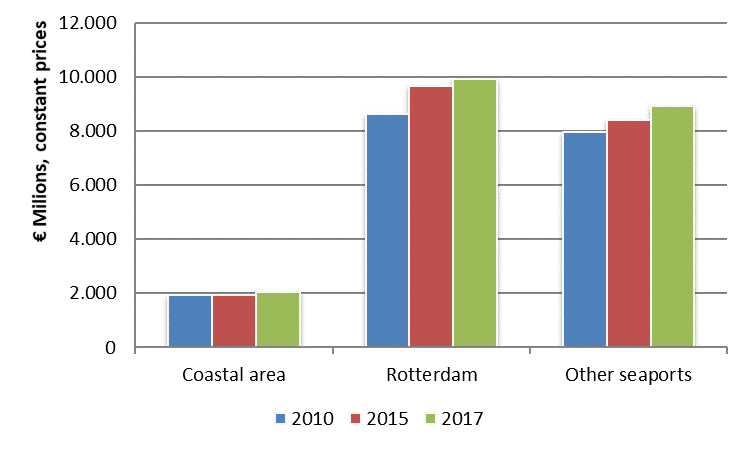 € Milions, constant prices
12.000
10.000
8.000
6.000
4.000
2.000
0
Coastal area Rotterdam Other seaports
2010 2015 2017